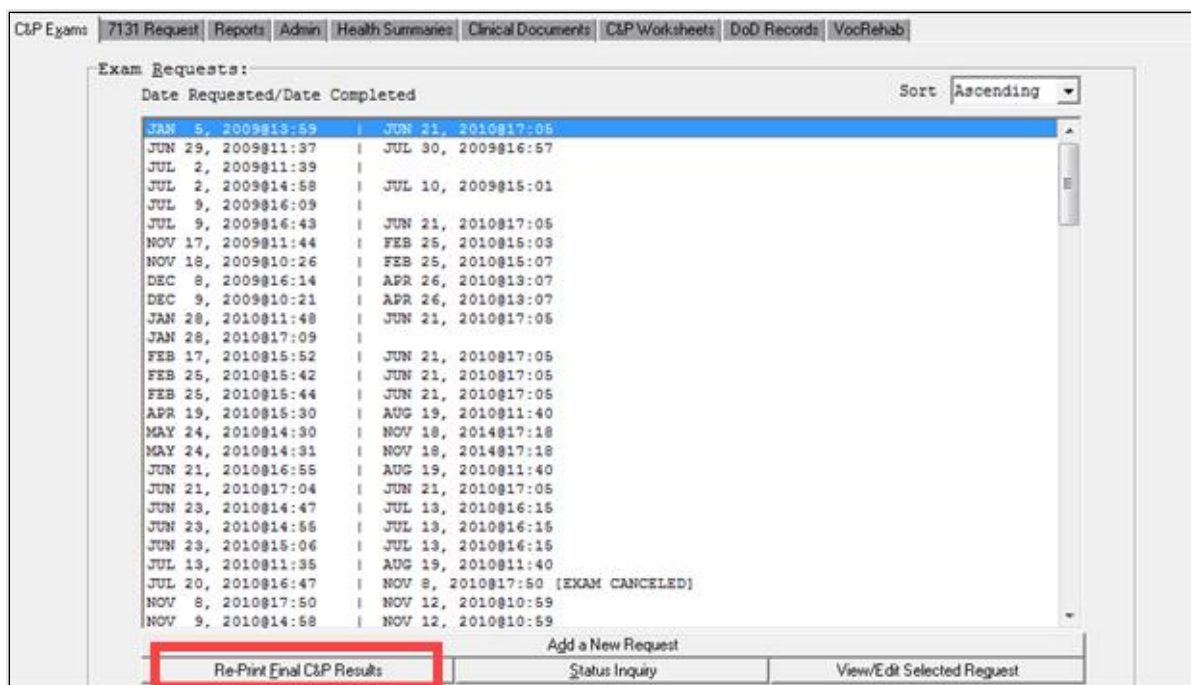 C&P Exams 7131 Request Reports Admin Health Summaries Clinical Documents C&P Worksheets DoD Records VocRehab
Exam Requests:
Date Requested/Date Completed Sort Ascending
JAN 5, 2009@13:59 | JUN 21, 2010@17:05
JUN 29, 2009@11:37 | JUL 30, 2009@16:57
JUL 2, 2009@11:39 |
JUL 2, 2009@14:58 | JUL 10, 2009@15:01
JUL 9, 2009@16:09 |
JUL 9, 2009@16:43 | JUN 21, 2010@17:05
NOV 17, 2009@11:44 | FEB 25, 2010@15:03
NOV 18, 2009@10:26 | FEB 25, 2010@15:07
DEC 8, 2009@16:14 | APR 26, 2010@13:07
DEC 9, 2009@10:21 | APR 26, 2010@13:07
JAN 28, 2010@11:48 | JUN 21, 2010@17:05
JAN 28, 2010@17:09 |
FEB 17, 2010@15:52 | JUN 21, 2010@17:05
FEB 25, 2010@15:42 | JUN 21, 2010@17:05
FEB 25, 2010@15:44 | JUN 21, 2010@17:05
APR 19, 2010@15:30 | AUG 19, 2010@11:40
MAY 24, 2010@14:30 | NOV 18, 2014@17:18
MAY 24, 2010@14:31 | NOV 18, 2014@17:18
JUN 21, 2010@16:55 | AUG 19, 2010@11:40
JUN 21, 2010@17:04 | JUN 21, 2010@17:05
JUN 23, 2010@14:47 | JUL 13, 2010@16:15
JUN 23, 2010@14:55 | JUL 13, 2010@16:15
JUN 23, 2010@15:06 | JUL 13, 2010@16:15
JUL 13, 2010@11:35 | AUG 19, 2010@11:40
JUL 20, 2010@16:47 | NOV 8, 2010@17:50 [EXAM CANCELED]
NOV 8, 2010@17:50 | NOV 12, 2010@10:59
NOV 9, 2010@14:58 | NOV 12, 2010@10:59
Add a New Request
Re-Print Final C&P Results Status Inquiry View/Edit Selected Request